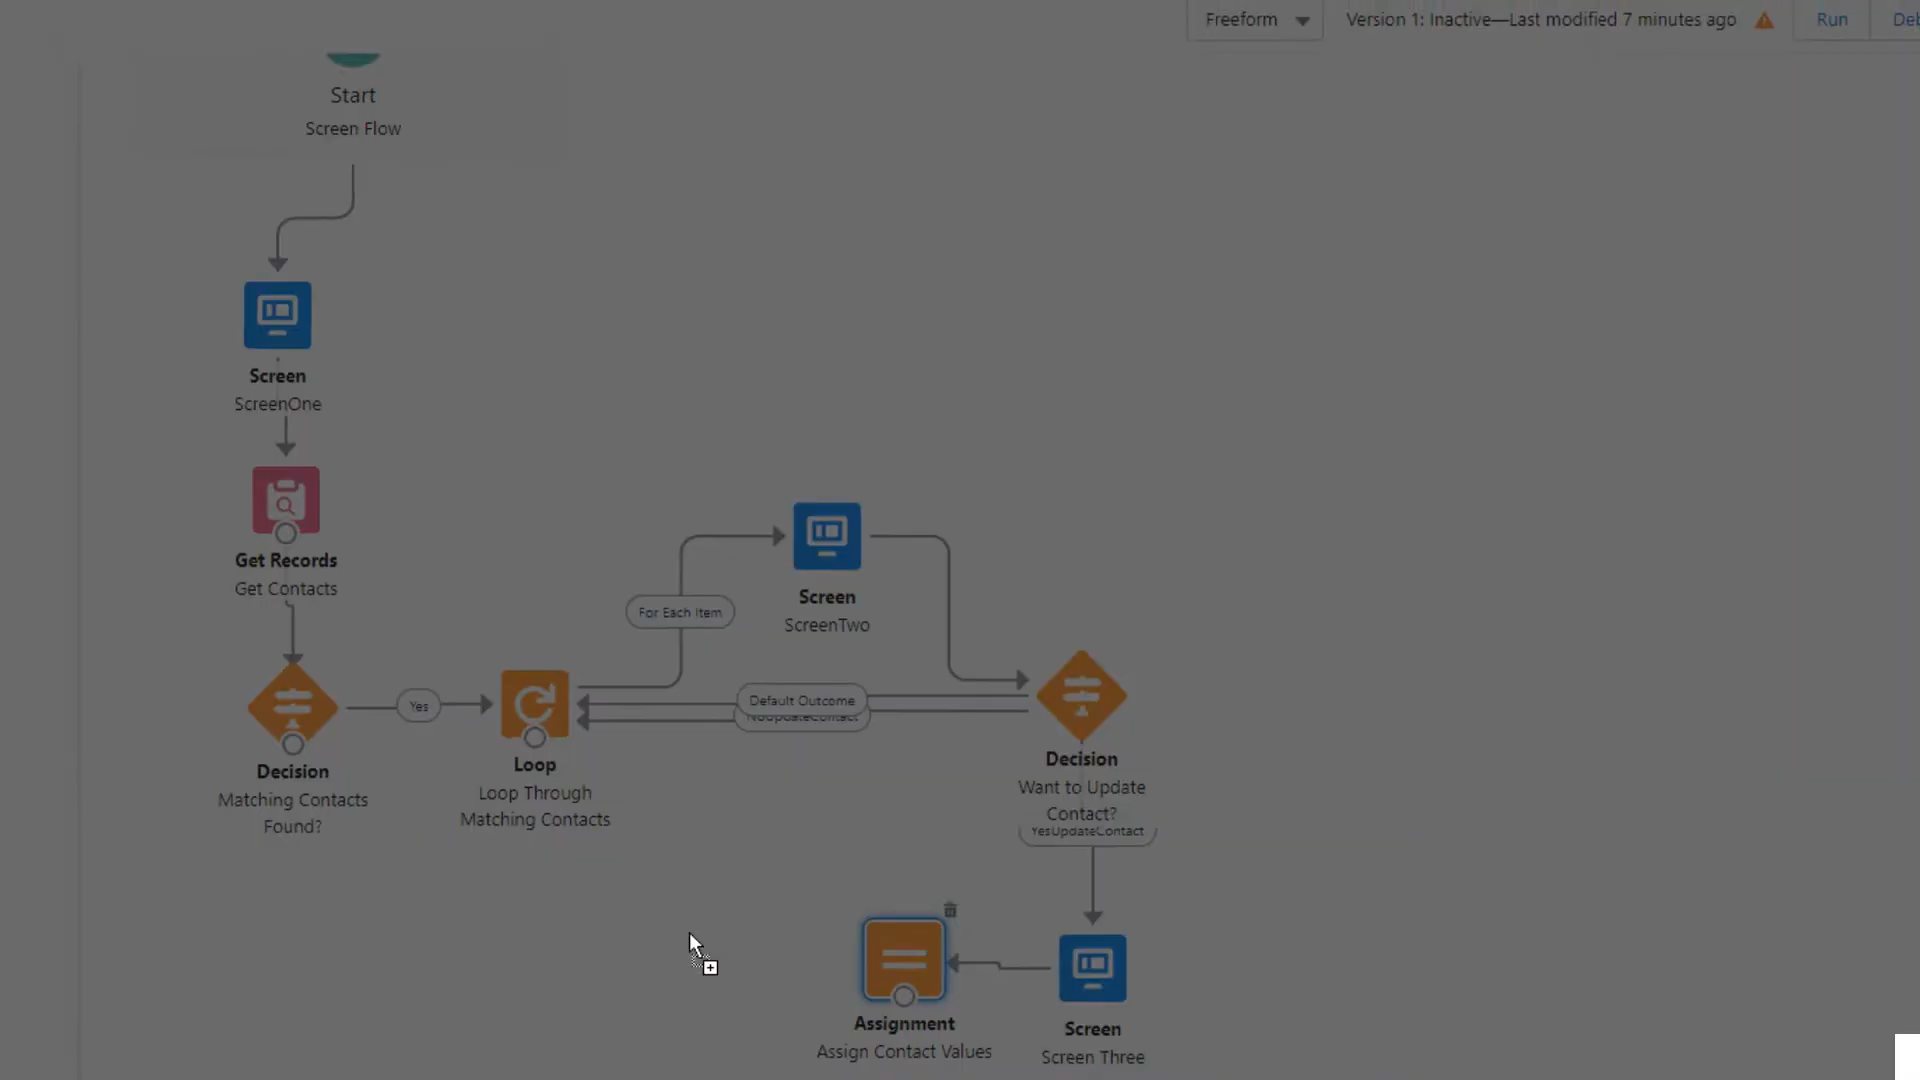 Freeform
Version 1: Inactive—Last modified 7 minutes ago
Run
Start
Screen Flow
Screen
ScreenOne
Get Records
Get Contacts
For Each Item
Screen
ScreenTwo
Yes
Default Outcome
NoUpdateContact
Loop
Loop Through
Matching Contacts
Decision
Matching Contacts
Found?
Decision
Want to Update
Contact?
YesUpdateContact
Assignment
Assign Contact Values
Screen
Screen Three